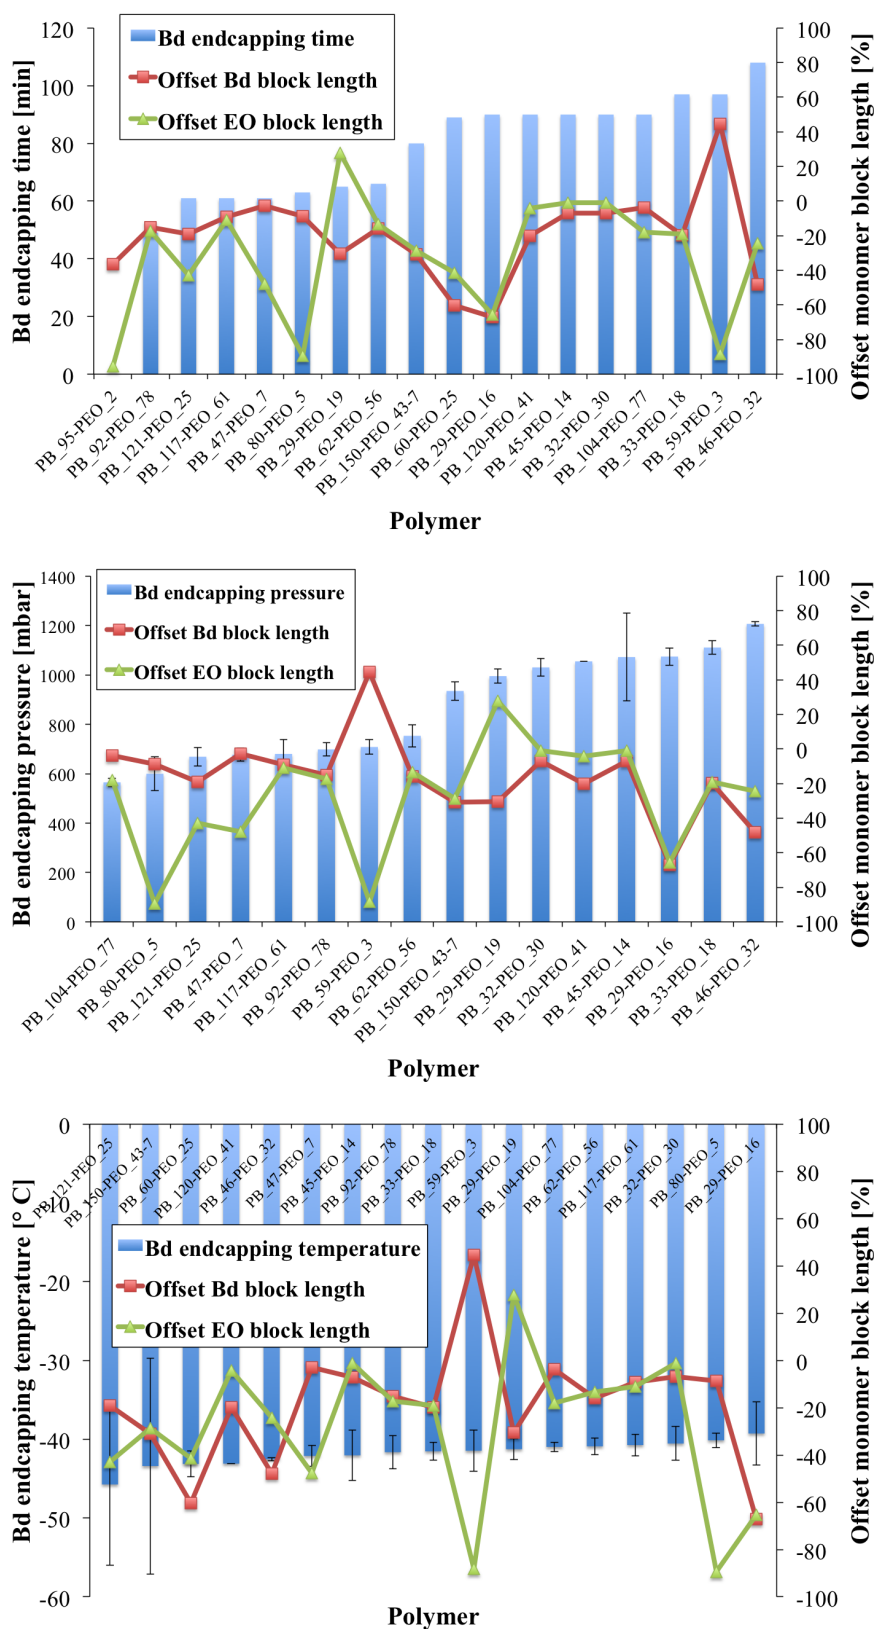 Bd endcapping time [min]
120
100
80
60
40
20
0
Bd endcapping time
Offset Bd block length
Offset EO block length
100
80
60
40
20
0
-20
-40
-60
-80
-100
Offset monomer block length [%]
PB_95-PEO_2
PB_92-PEO_78
PB_121-PEO_25
PB_117-PEO_61
PB_47-PEO_7
PB_80-PEO_5
PB_29-PEO_19
PB_62-PEO_56
PB_150-PEO_43-7
PB_60-PEO_25
PB_29-PEO_16
PB_120-PEO_41
PB_45-PEO_14
PB_32-PEO_30
PB_104-PEO_77
PB_33-PEO_18
PB_59-PEO_3
PB_46-PEO_32
Polymer
Bd endcapping pressure [mbar]
1400
1200
1000
800
600
400
200
0
Bd endcapping pressure
Offset Bd block length
Offset EO block length
100
80
60
40
20
0
-20
-40
-60
-80
-100
Offset monomer block length [%]
PB_104-PEO_77
PB_80-PEO_5
PB_121-PEO_25
PB_47-PEO_7
PB_117-PEO_61
PB_92-PEO_78
PB_59-PEO_3
PB_62-PEO_56
PB_150-PEO_43-7
PB_29-PEO_19
PB_32-PEO_30
PB_120-PEO_41
PB_45-PEO_14
PB_29-PEO_16
PB_33-PEO_18
PB_46-PEO_32
Polymer
Bd endcapping temperature [° C]
0
-10
-20
-30
-40
-50
-60
PB_121-PEO_25
PB_150-PEO_43-7
PB_60-PEO_25
PB_120-PEO_41
PB_46-PEO_32
PB_47-PEO_7
PB_45-PEO_14
PB_92-PEO_78
PB_33-PEO_18
PB_59-PEO_3
PB_29-PEO_19
PB_104-PEO_77
PB_62-PEO_56
PB_117-PEO_61
PB_32-PEO_30
PB_80-PEO_5
PB_29-PEO_16
Bd endcapping temperature
Offset Bd block length
Offset EO block length
100
80
60
40
20
0
-20
-40
-60
-80
-100
Offset monomer block length [%]
Polymer